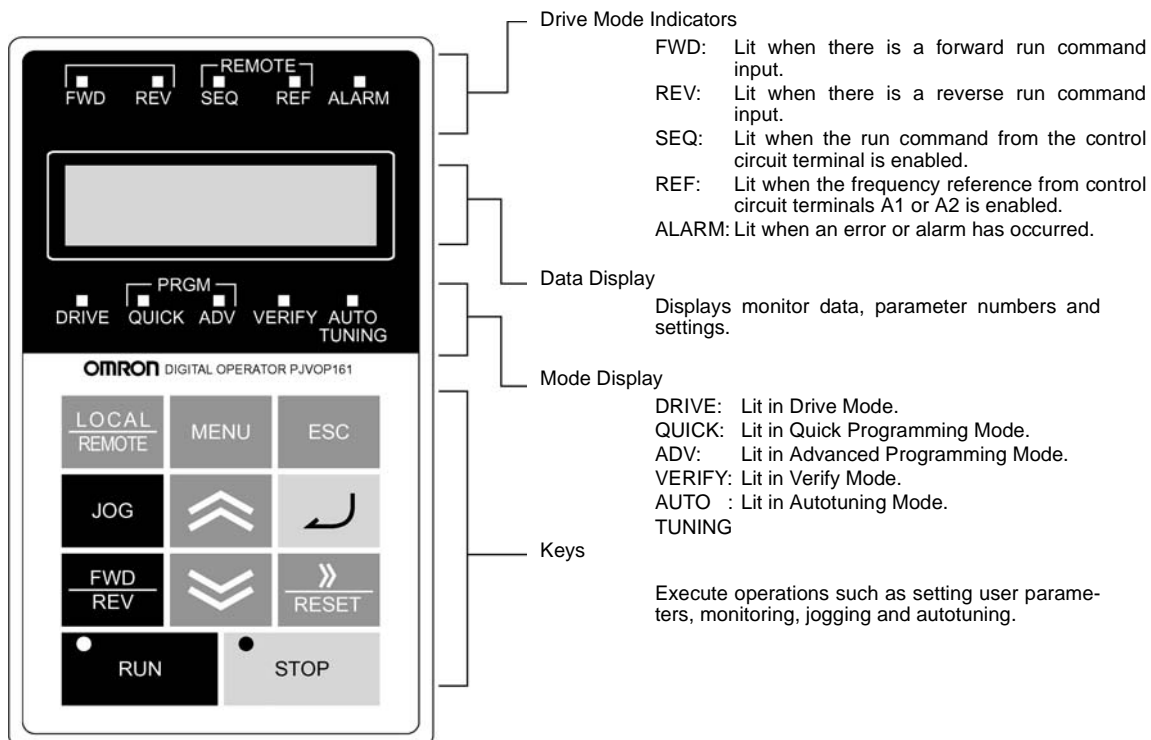 REMOTE
FWD REV SEQ REF ALARM
PRGM
DRIVE QUICK ADV VERIFY AUTO
TUNING
OMRON DIGITAL OPERATOR PJVOP161
LOCAL
REMOTE
MENU
ESC
JOG
FWD
REV
RESET
RUN
STOP
Drive Mode Indicators
FWD: Lit when there is a forward run command
input.
REV: Lit when there is a reverse run command
input.
SEQ: Lit when the run command from the control
circuit terminal is enabled.
REF: Lit when the frequency reference from control
circuit terminals A1 or A2 is enabled.
ALARM: Lit when an error or alarm has occurred.
Data Display
Displays monitor data, parameter numbers and
settings.
Mode Display
DRIVE: Lit in Drive Mode.
QUICK: Lit in Quick Programming Mode.
ADV: Lit in Advanced Programming Mode.
VERIFY: Lit in Verify Mode.
AUTO : Lit in Autotuning Mode.
TUNING
Keys
Execute operations such as setting user parame-
ters, monitoring, jogging and autotuning.